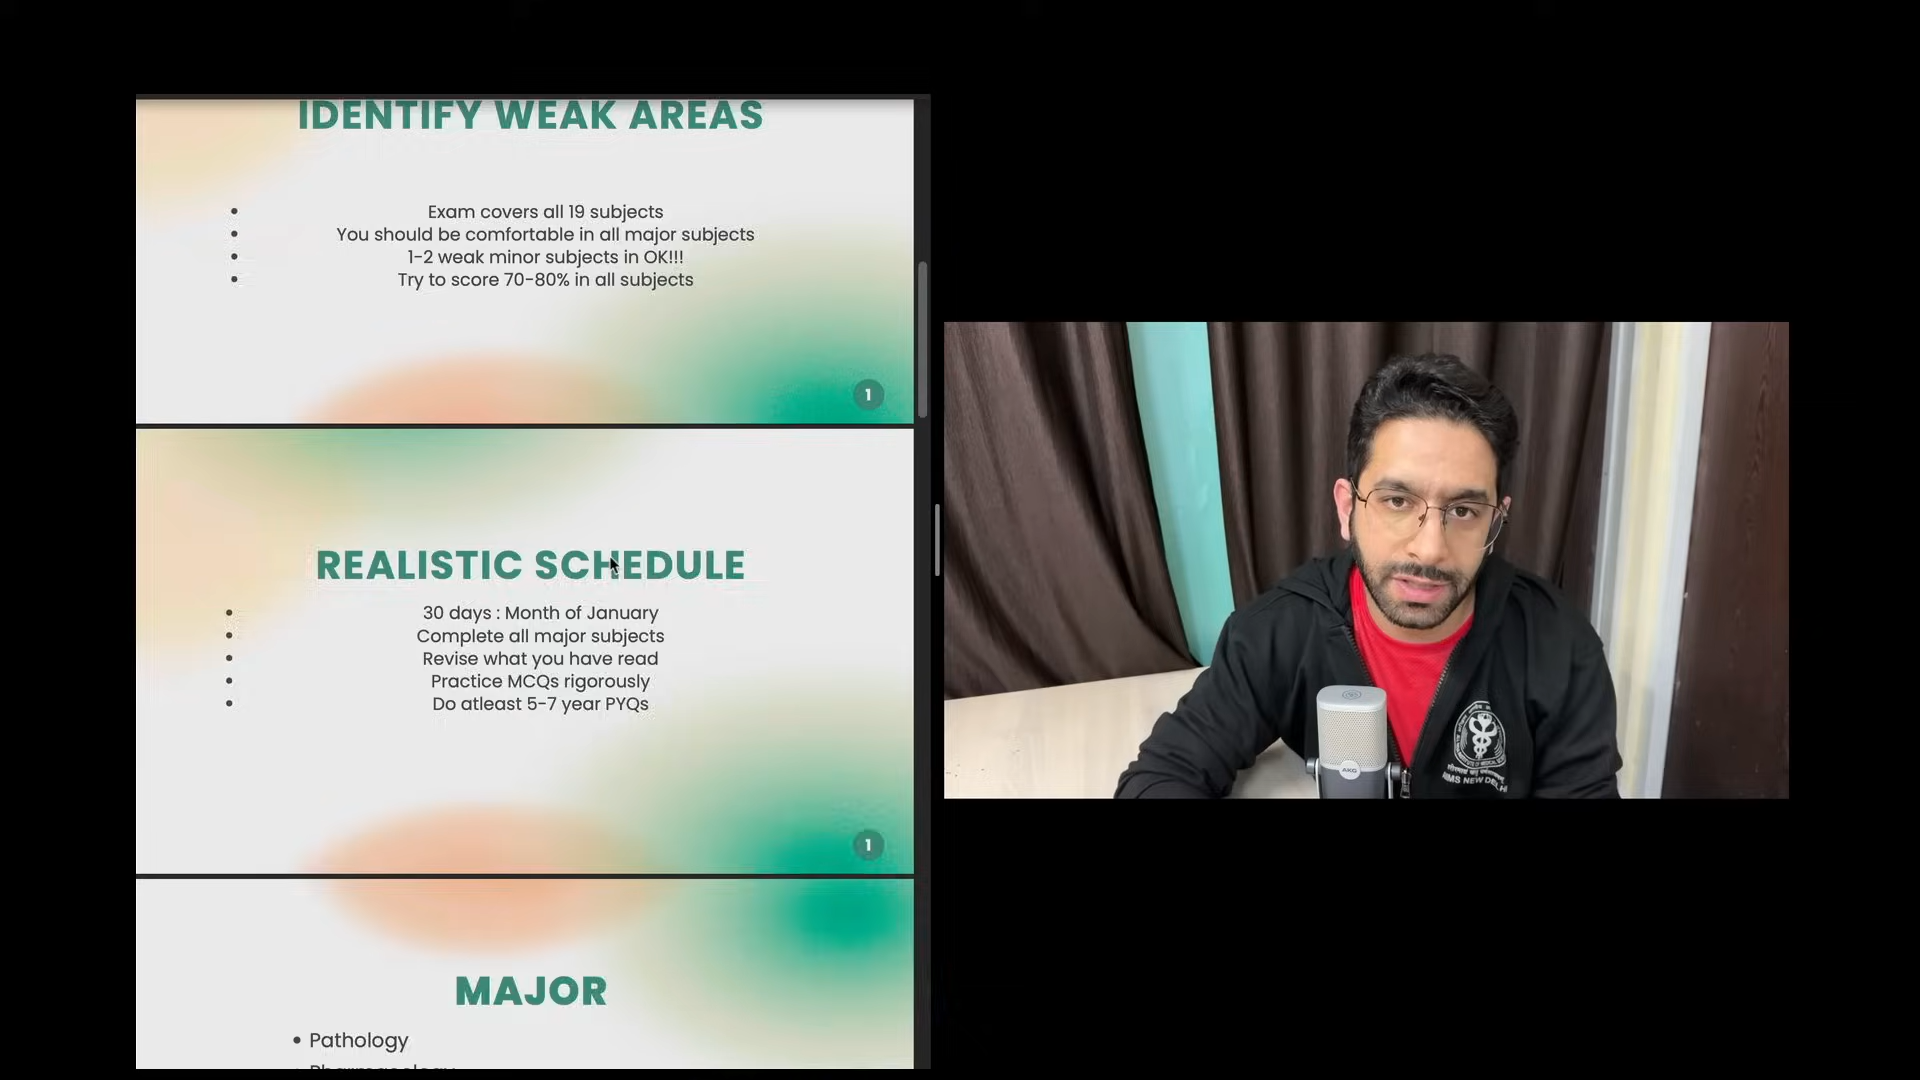 IDENTIFY WEAK AREAS
Exam covers all 19 subjects
You should be comfortable in all major subjects
1-2 weak minor subjects in OK!!!
Try to score 70-80% in all subjects
1
REALISTIC SCHEDULE
30 days : Month of January
Complete all major subjects
Revise what you have read
Practice MCQs rigorously
Do atleast 5-7 year PYQs
1
MAJOR
Pathology
Pharmacology
AKG